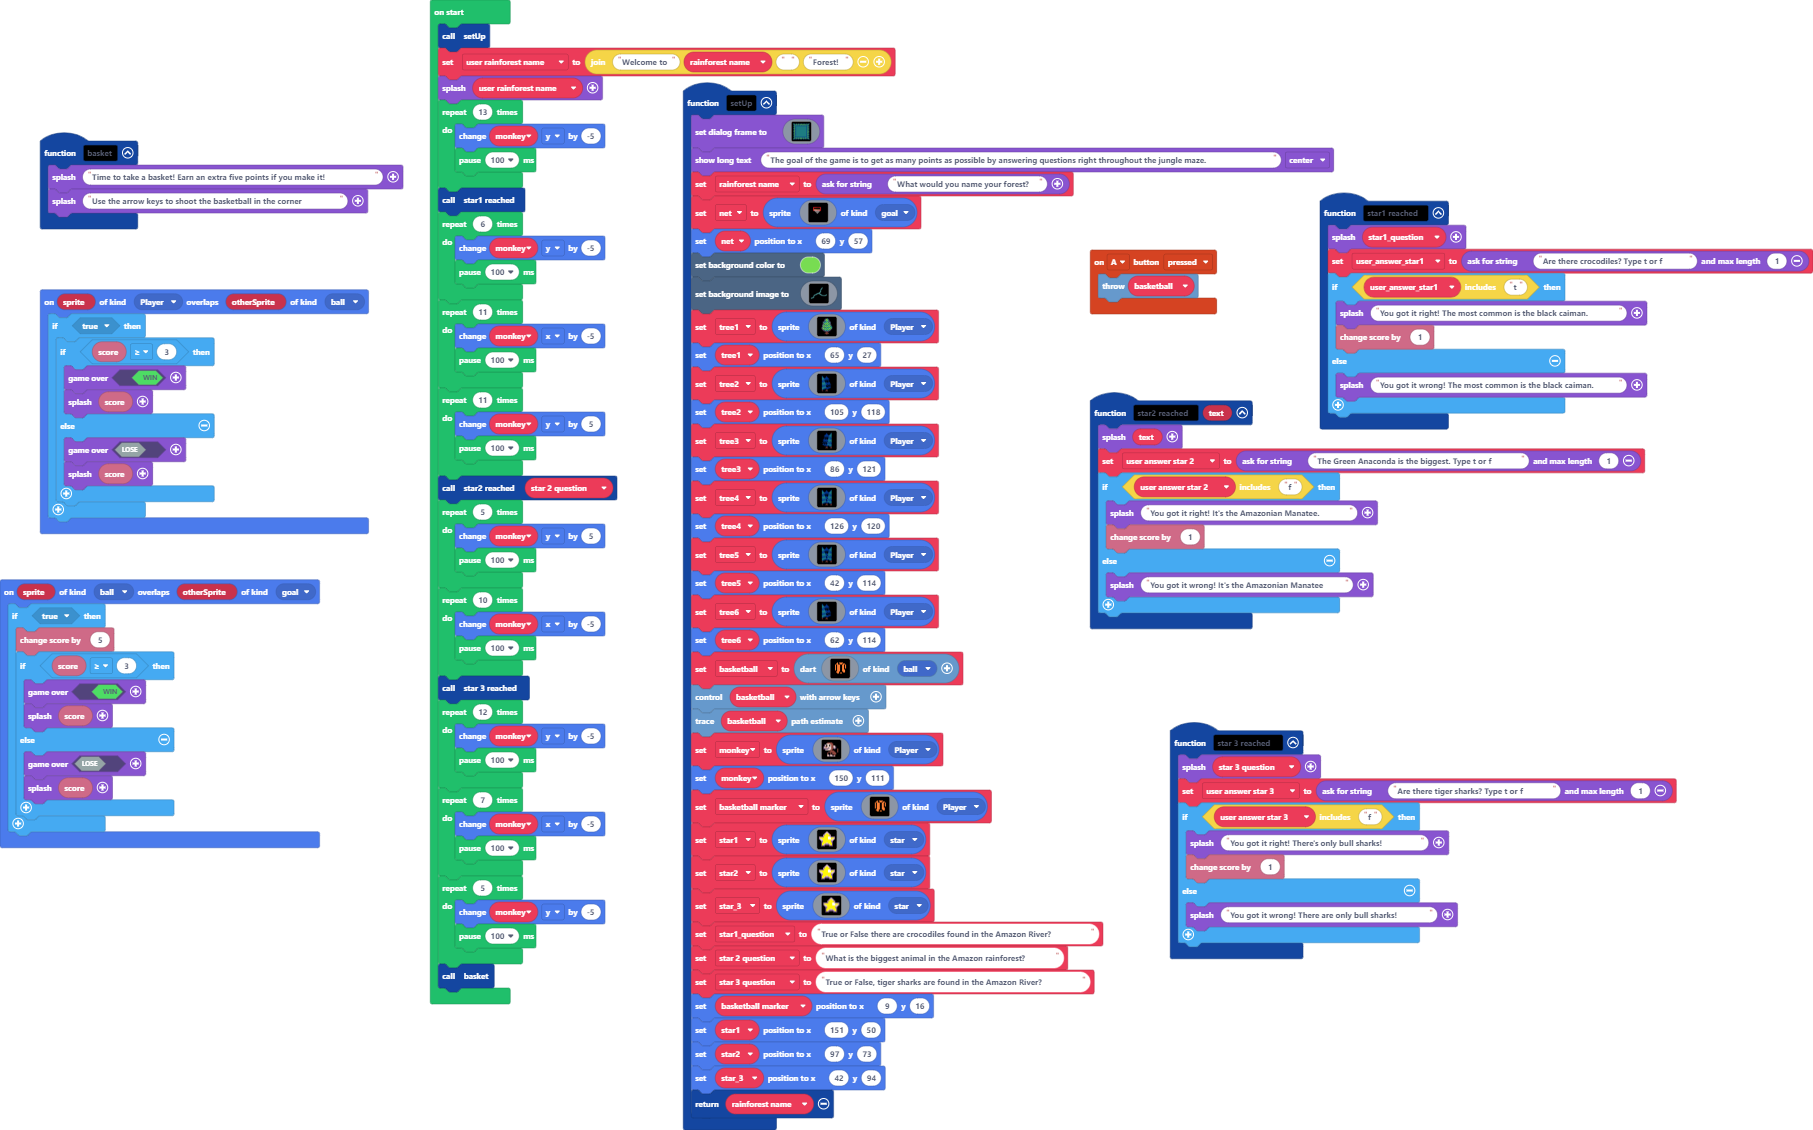 function basket
splash "Time to take a basket! Earn an extra five points if you make it!"
splash "Use the arrow keys to shoot the basketball in the corner"
on sprite of kind Player overlaps otherSprite of kind ball
if true then
if score ≥ 3 then
game over WIN
splash score
else
game over LOSE
splash score
on sprite of kind ball overlaps otherSprite of kind goal
if true then
change score by 5
if score ≥ 3 then
game over WIN
splash score
else
game over LOSE
splash score
on start
call setUp
set user rainforest name to join "Welcome to" rainforest name " " "Forest!"
splash user rainforest name
repeat 13 times
do change monkey y by -5
pause 100 ms
call star1 reached
repeat 6 times
do change monkey y by -5
pause 100 ms
repeat 11 times
do change monkey x by -5
pause 100 ms
repeat 11 times
do change monkey y by 5
pause 100 ms
call star2 reached star 2 question
repeat 5 times
do change monkey y by 5
pause 100 ms
repeat 10 times
do change monkey x by -5
pause 100 ms
call star 3 reached
repeat 12 times
do change monkey y by -5
pause 100 ms
repeat 7 times
do change monkey x by -5
pause 100 ms
repeat 5 times
do change monkey y by -5
pause 100 ms
call basket
function setUp
set dialog frame to
show long text "The goal of the game is to get as many points as possible by answering questions right throughout the jungle maze." center
set rainforest name to ask for string "What would you name your forest?"
set net to sprite of kind goal
set net position to x 69 y 57
set background color to
set background image to
set tree1 to sprite of kind Player
set tree1 position to x 65 y 27
set tree2 to sprite of kind Player
set tree2 position to x 105 y 118
set tree3 to sprite of kind Player
set tree3 position to x 86 y 121
set tree4 to sprite of kind Player
set tree4 position to x 126 y 120
set tree5 to sprite of kind Player
set tree5 position to x 42 y 114
set tree6 to sprite of kind Player
set tree6 position to x 62 y 114
set basketball to dart of kind ball
control basketball with arrow keys
trace basketball path estimate
set monkey to sprite of kind Player
set monkey position to x 150 y 111
set basketball marker to sprite of kind Player
set star1 to sprite of kind star
set star2 to sprite of kind star
set star_3 to sprite of kind star
set star1_question to "True or False there are crocodiles found in the Amazon River?"
set star 2 question to "What is the biggest animal in the Amazon rainforest?"
set star 3 question to "True or False, tiger sharks are found in the Amazon River?"
set basketball marker position to x 9 y 16
set star1 position to x 151 y 50
set star2 position to x 97 y 73
set star_3 position to x 42 y 94
return rainforest name
on A button pressed
throw basketball
function star1 reached
splash star1_question
set user_answer_star1 to ask for string "Are there crocodiles? Type t or f" and max length 1
if user_answer_star1 includes "t" then
splash "You got it right! The most common is the black caiman."
change score by 1
else
splash "You got it wrong! The most common is the black caiman."
function star2 reached text
splash text
set user answer star 2 to ask for string "The Green Anaconda is the biggest. Type t or f" and max length 1
if user answer star 2 includes "f" then
splash "You got it right! It's the Amazonian Manatee."
change score by 1
else
splash "You got it wrong! It's the Amazonian Manatee"
function star 3 reached
splash star 3 question
set user answer star 3 to ask for string "Are there tiger sharks? Type t or f" and max length 1
if user answer star 3 includes "f" then
splash "You got it right! There's only bull sharks!"
change score by 1
else
splash "You got it wrong! There are only bull sharks!"